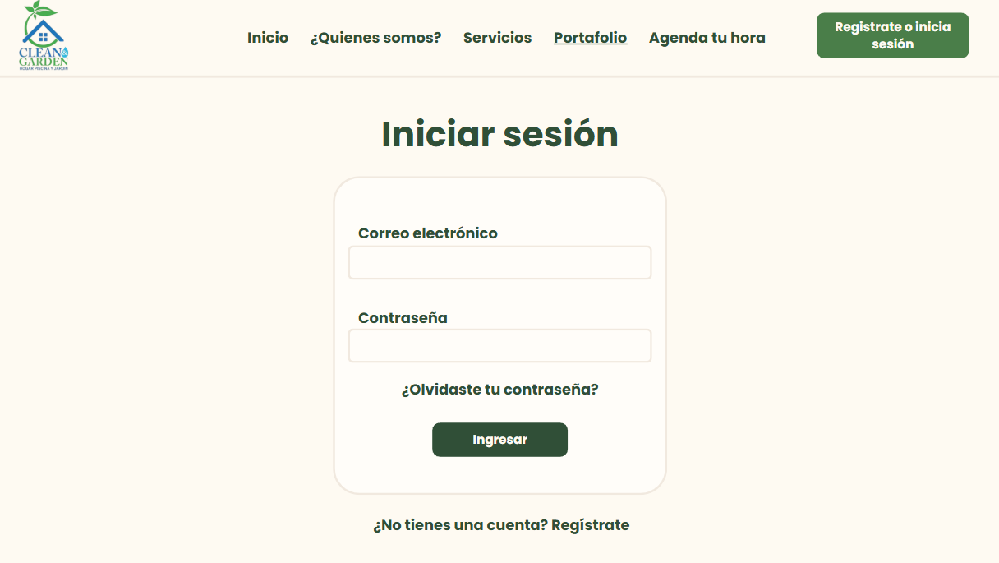 CLEAN&
GARDEN
HOGAR PISCINA Y JARDIN
Inicio
¿Quienes somos?
Servicios
Portafolio
Agenda tu hora
Registrate o inicia
sesión
Iniciar sesión
Correo electrónico
Contraseña
¿Olvidaste tu contraseña?
Ingresar
¿No tienes una cuenta? Regístrate